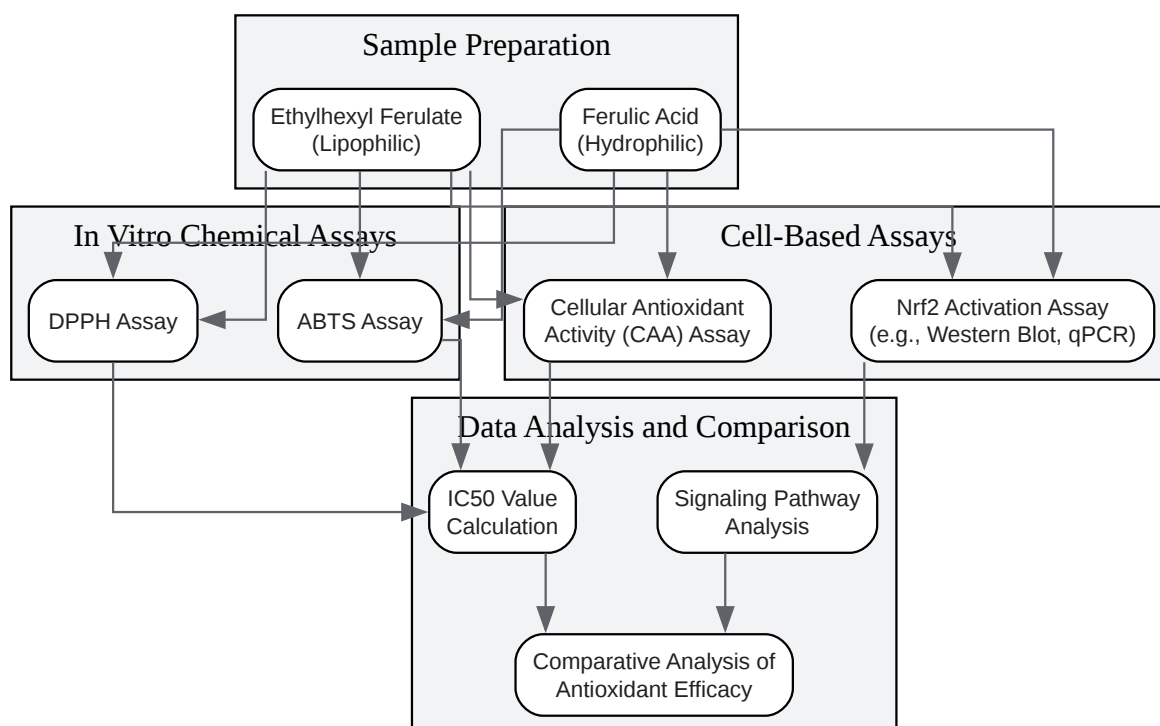 Sample Preparation
Ethylhexyl Ferulate
(Lipophilic)
Ferulic Acid
(Hydrophilic)
In Vitro Chemical Assays
Cell-Based Assays
DPPH Assay
ABTS Assay
Cellular Antioxidant
Activity (CAA) Assay
Nrf2 Activation Assay
(e.g., Western Blot, qPCR)
Data Analysis and Comparison
IC50 Value
Calculation
Signaling Pathway
Analysis
Comparative Analysis of
Antioxidant Efficacy